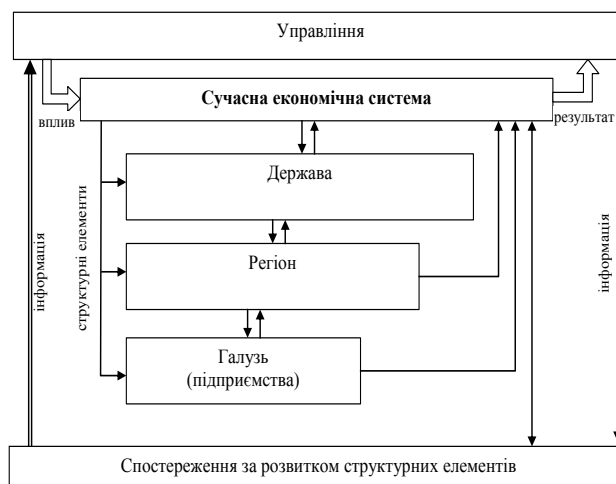 Управління
Сучасна економічна система
вплив
результат
Держава
структурні елементи
інформація
інформація
Регіон
Галузь
(підприємства)
Спостереження за розвитком структурних елементів